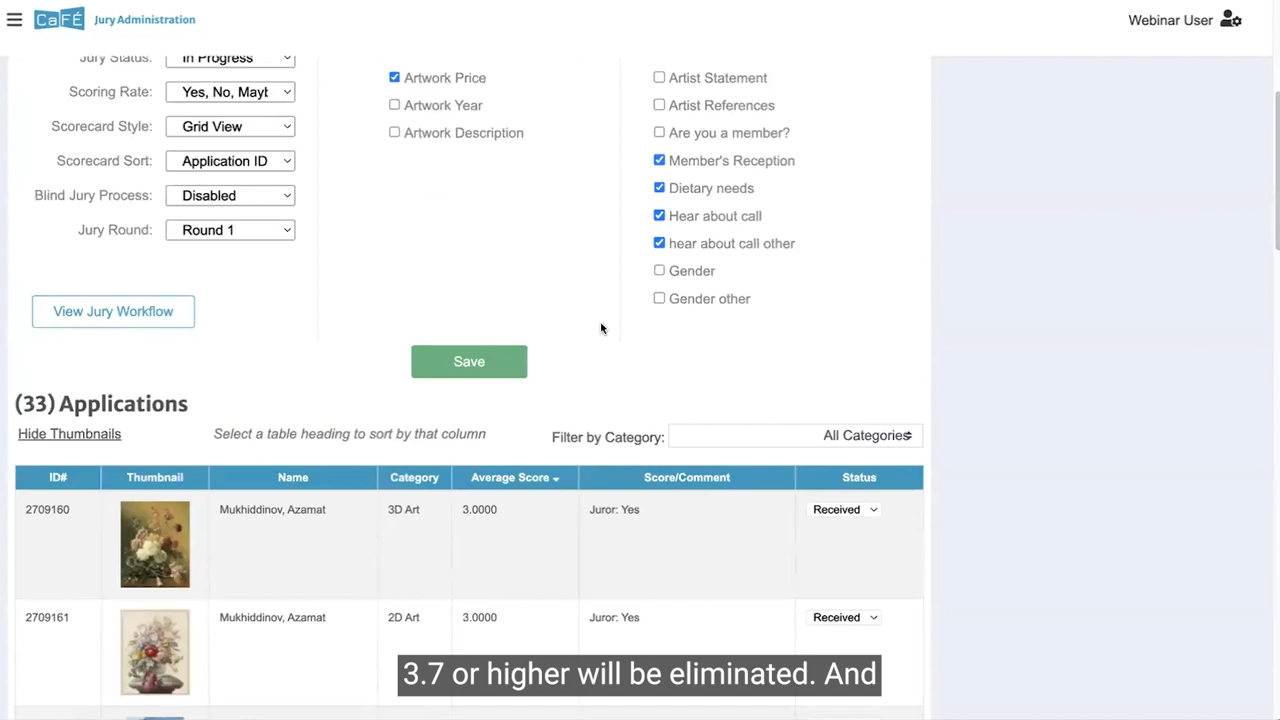 CaFÉ Jury Administration
Webinar User
Jury Status: In Progress
Scoring Rate: Yes, No, Mayb
Scorecard Style: Grid View
Scorecard Sort: Application ID
Blind Jury Process: Disabled
Jury Round: Round 1
View Jury Workflow
Artwork Price
Artwork Year
Artwork Description
Artist Statement
Artist References
Are you a member?
Member's Reception
Dietary needs
Hear about call
hear about call other
Gender
Gender other
Save
(33) Applications
Hide Thumbnails Select a table heading to sort by that column Filter by Category: All Categories
ID# Thumbnail Name Category Average Score Score/Comment Status
2709160 Mukhiddinov, Azamat 3D Art 3.0000 Juror: Yes Received
2709161 Mukhiddinov, Azamat 2D Art 3.0000 Juror: Yes Received
3.7 or higher will be eliminated. And